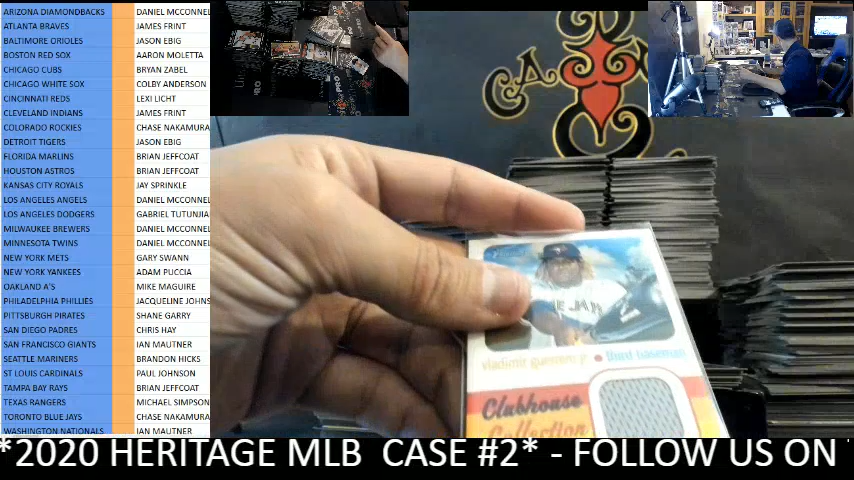 ARIZONA DIAMONDBACKS DANIEL MCCONNEL
ATLANTA BRAVES JAMES FRINT
BALTIMORE ORIOLES JASON EBIG
BOSTON RED SOX AARON MOLETTA
CHICAGO CUBS BRYAN ZABEL
CHICAGO WHITE SOX COLBY ANDERSON
CINCINNATI REDS LEXI LICHT
CLEVELAND INDIANS JAMES FRINT
COLORADO ROCKIES CHASE NAKAMURA
DETROIT TIGERS JASON EBIG
FLORIDA MARLINS BRIAN JEFFCOAT
HOUSTON ASTROS BRIAN JEFFCOAT
KANSAS CITY ROYALS JAY SPRINKLE
LOS ANGELES ANGELS DANIEL MCCONNEL
LOS ANGELES DODGERS GABRIEL TUTUNJIA
MILWAUKEE BREWERS DANIEL MCCONNEL
MINNESOTA TWINS DANIEL MCCONNEL
NEW YORK METS GARY SWANN
NEW YORK YANKEES ADAM PUCCIA
OAKLAND A'S MIKE MAGUIRE
PHILADELPHIA PHILLIES JACQUELINE JOHNS
PITTSBURGH PIRATES SHANE GARRY
SAN DIEGO PADRES CHRIS HAY
SAN FRANCISCO GIANTS IAN MAUTNER
SEATTLE MARINERS BRANDON HICKS
ST LOUIS CARDINALS PAUL JOHNSON
TAMPA BAY RAYS BRIAN JEFFCOAT
TEXAS RANGERS MICHAEL SIMPSON
TORONTO BLUE JAYS CHASE NAKAMURA
WASHINGTON NATIONALS IAN MAUTNER
CA
vladimir guerrero jr • third baseman
Clubhouse
Collection
*2020 HERITAGE MLB CASE #2* - FOLLOW US ON